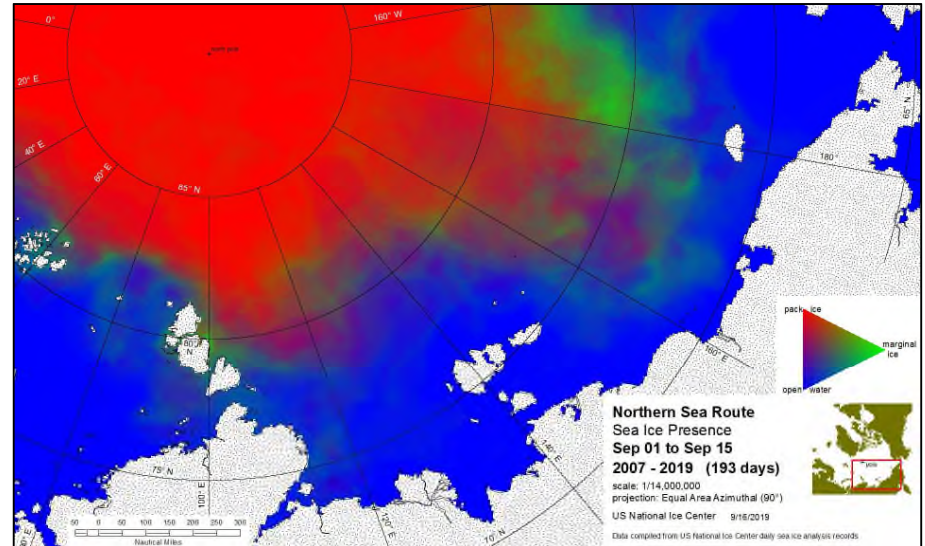 0°
160° W
north pole
20° E
40° E
60° E
85° N
65° N
180°
80°
N
160° E
pack ice
marginal
ice
open water
75° N
100° E
120° E
140° E
70° N
Northern Sea Route
Sea Ice Presence
Sep 01 to Sep 15
2007 - 2019 (193 days)
scale: 1/14,000,000
projection: Equal Area Azimuthal (90°)
US National Ice Center 9/16/2019
Data compiled from US National Ice Center daily sea ice analysis records
50 0 50 100 150 200 250 300
Nautical Miles